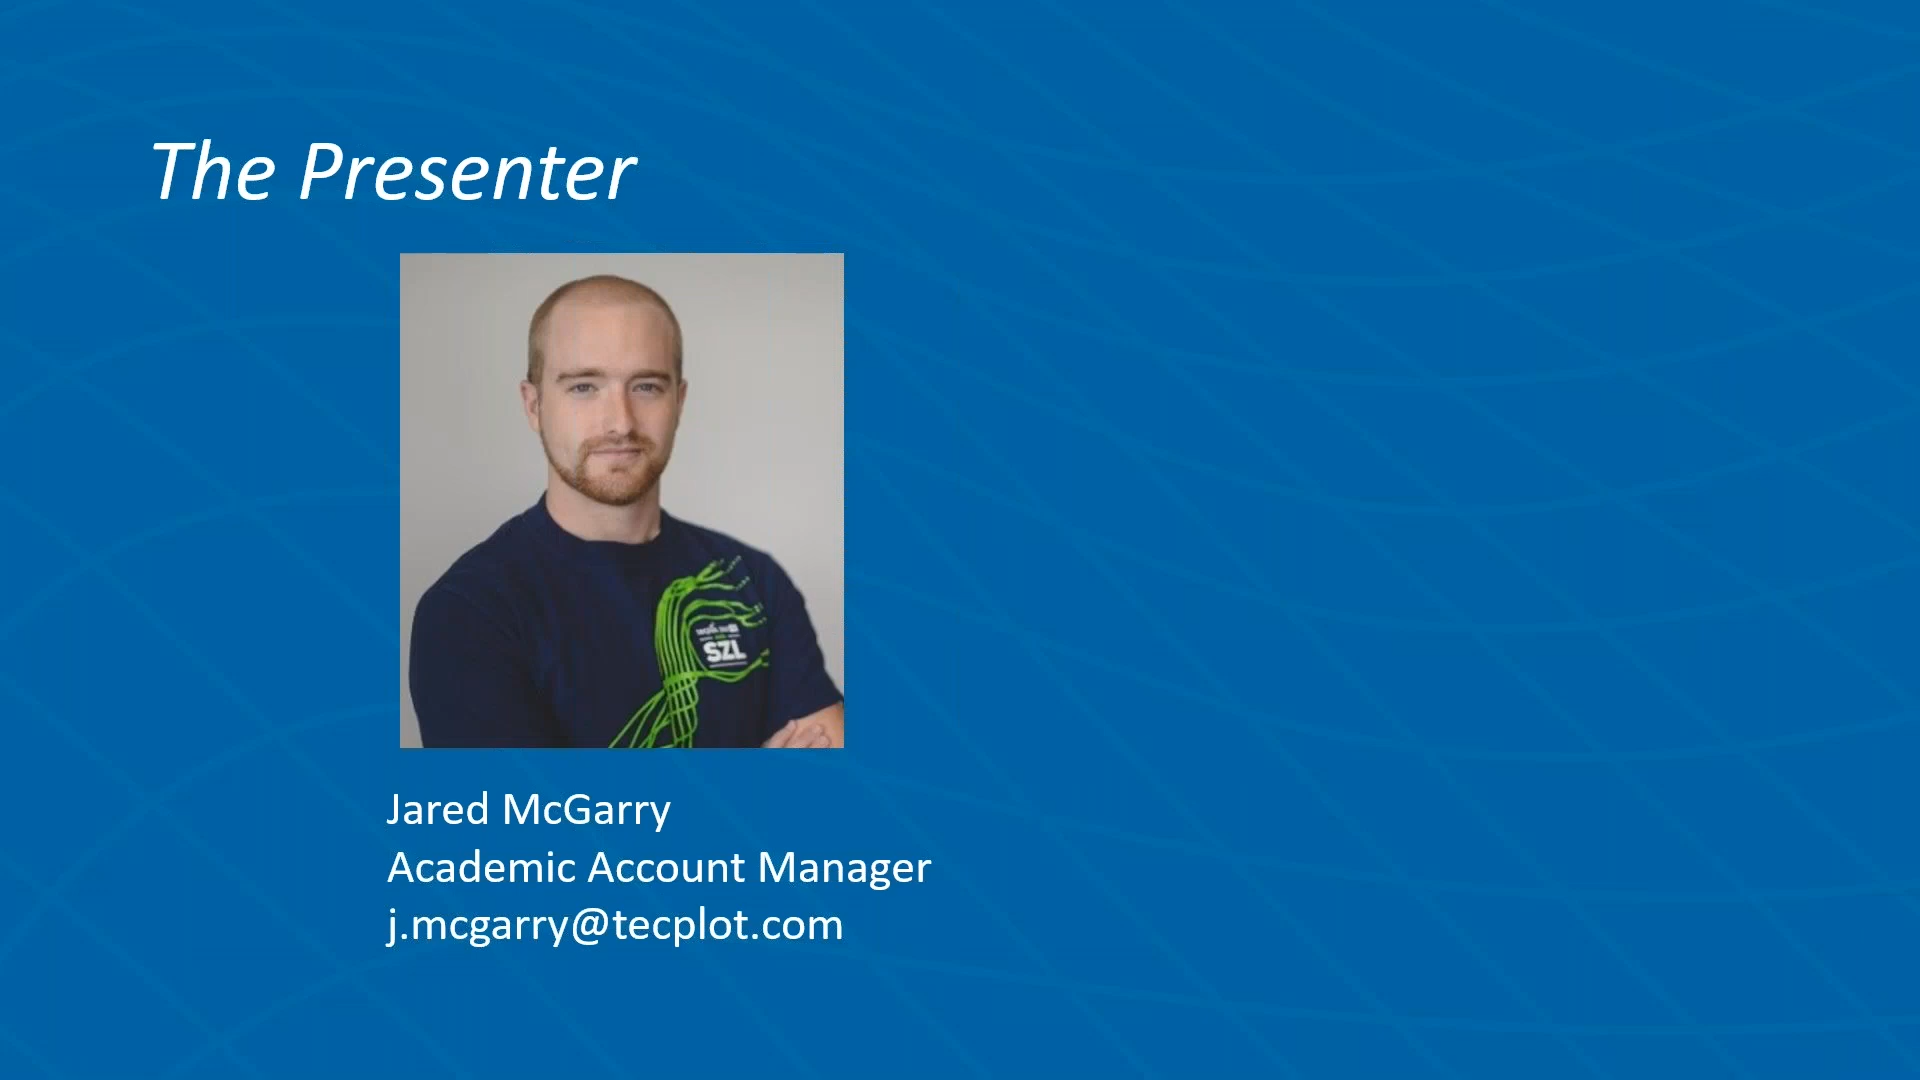 The Presenter
SZL
Jared McGarry
Academic Account Manager
j.mcgarry@tecplot.com